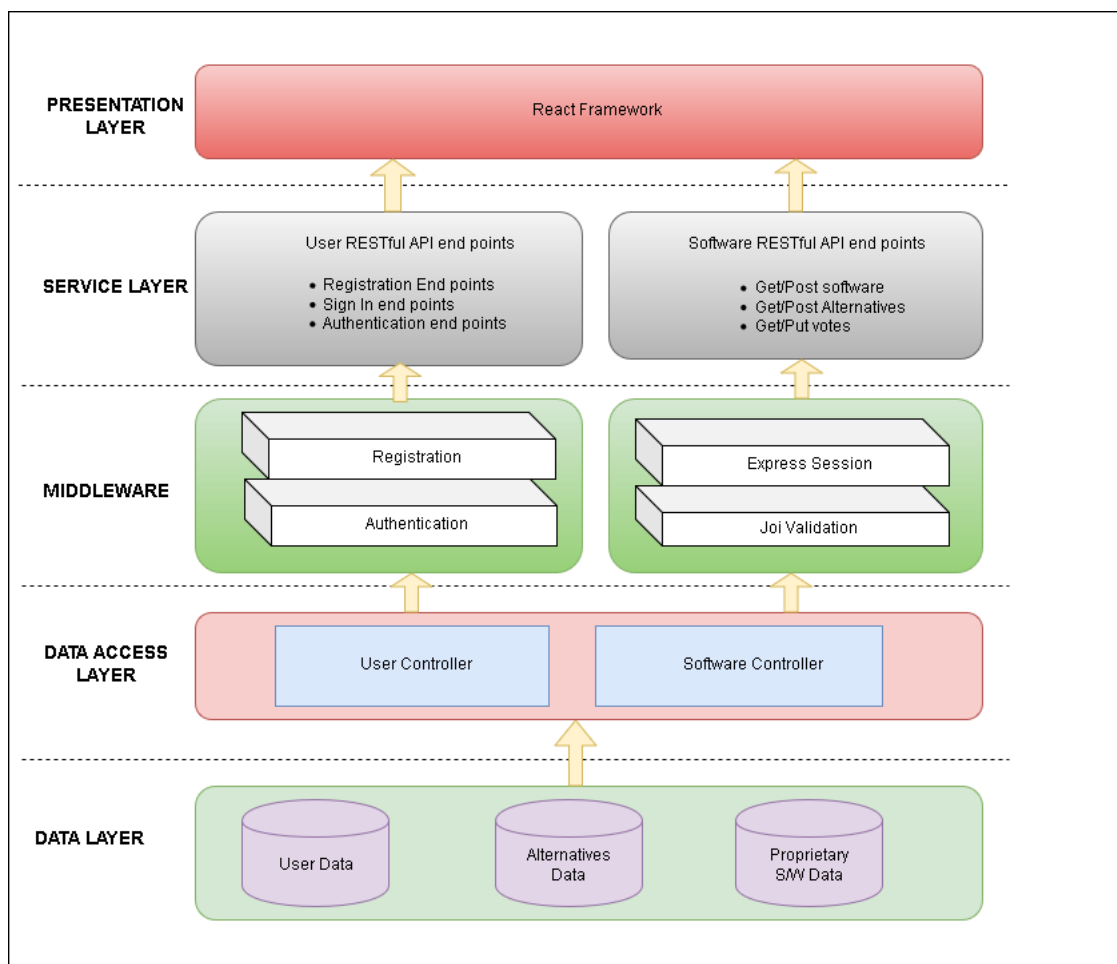 PRESENTATION
LAYER
React Framework
SERVICE LAYER
User RESTful API end points
• Registration End points
• Sign In end points
• Authentication end points
Software RESTful API end points
• Get/Post software
• Get/Post Alternatives
• Get/Put votes
MIDDLEWARE
Registration
Authentication
Express Session
Joi Validation
DATA ACCESS
LAYER
User Controller
Software Controller
DATA LAYER
User Data
Alternatives
Data
Proprietary
S/W Data